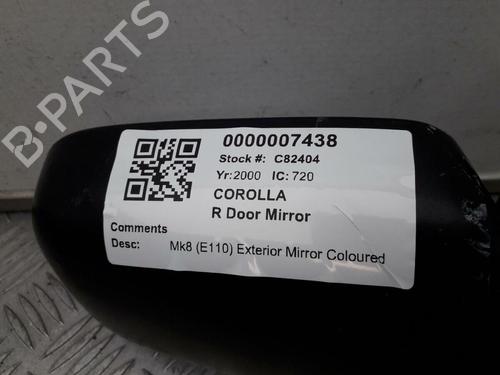 0000007438
Stock #: C82404
Yr:2000 IC:720
COROLLA
R Door Mirror
Comments
Desc: Mk8 (E110) Exterior Mirror Coloured
B-PARTS